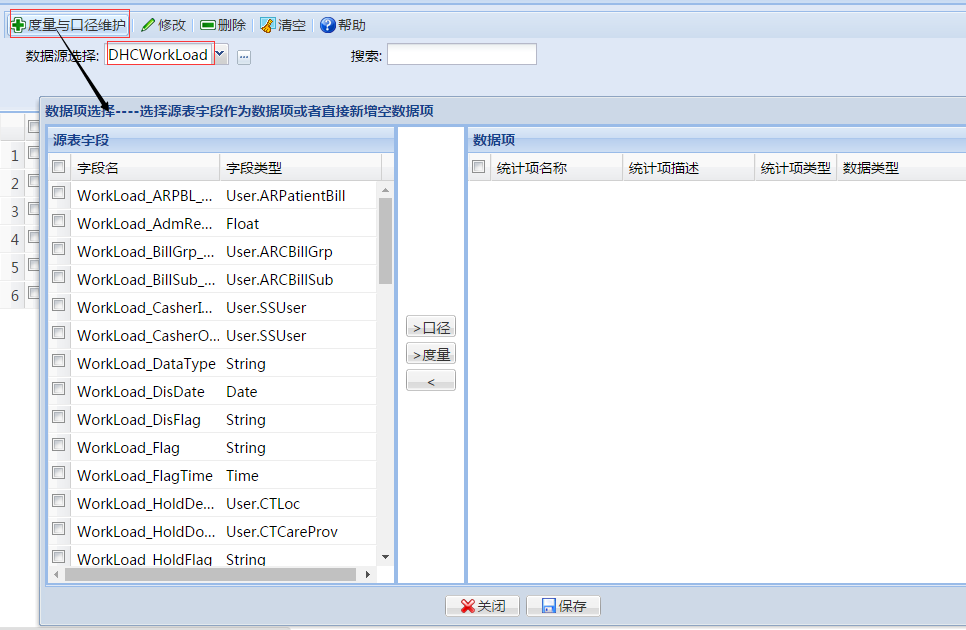 度量与口径维护 修改 删除 清空 帮助
数据源选择: DHCWorkLoad ... 搜索:
数据项选择----选择源表字段作为数据项或者直接新增空数据项
源表字段 数据项
字段名 字段类型 统计项名称 统计项描述 统计项类型 数据类型
1
2
3
4
5
6
WorkLoad_ARPBL_... User.ARPatientBill
WorkLoad_AdmRe... Float
WorkLoad_BillGrp_... User.ARCBillGrp
WorkLoad_BillSub_... User.ARCBillSub
WorkLoad_CasherI... User.SSUser
WorkLoad_CasherO... User.SSUser
WorkLoad_DataType String
WorkLoad_DisDate Date
WorkLoad_DisFlag String
WorkLoad_Flag String
WorkLoad_FlagTime Time
WorkLoad_HoldDe... User.CTLoc
WorkLoad_HoldDo... User.CTCareProv
WorkLoad_HoldFlag String
>口径
>度量
<
关闭 保存